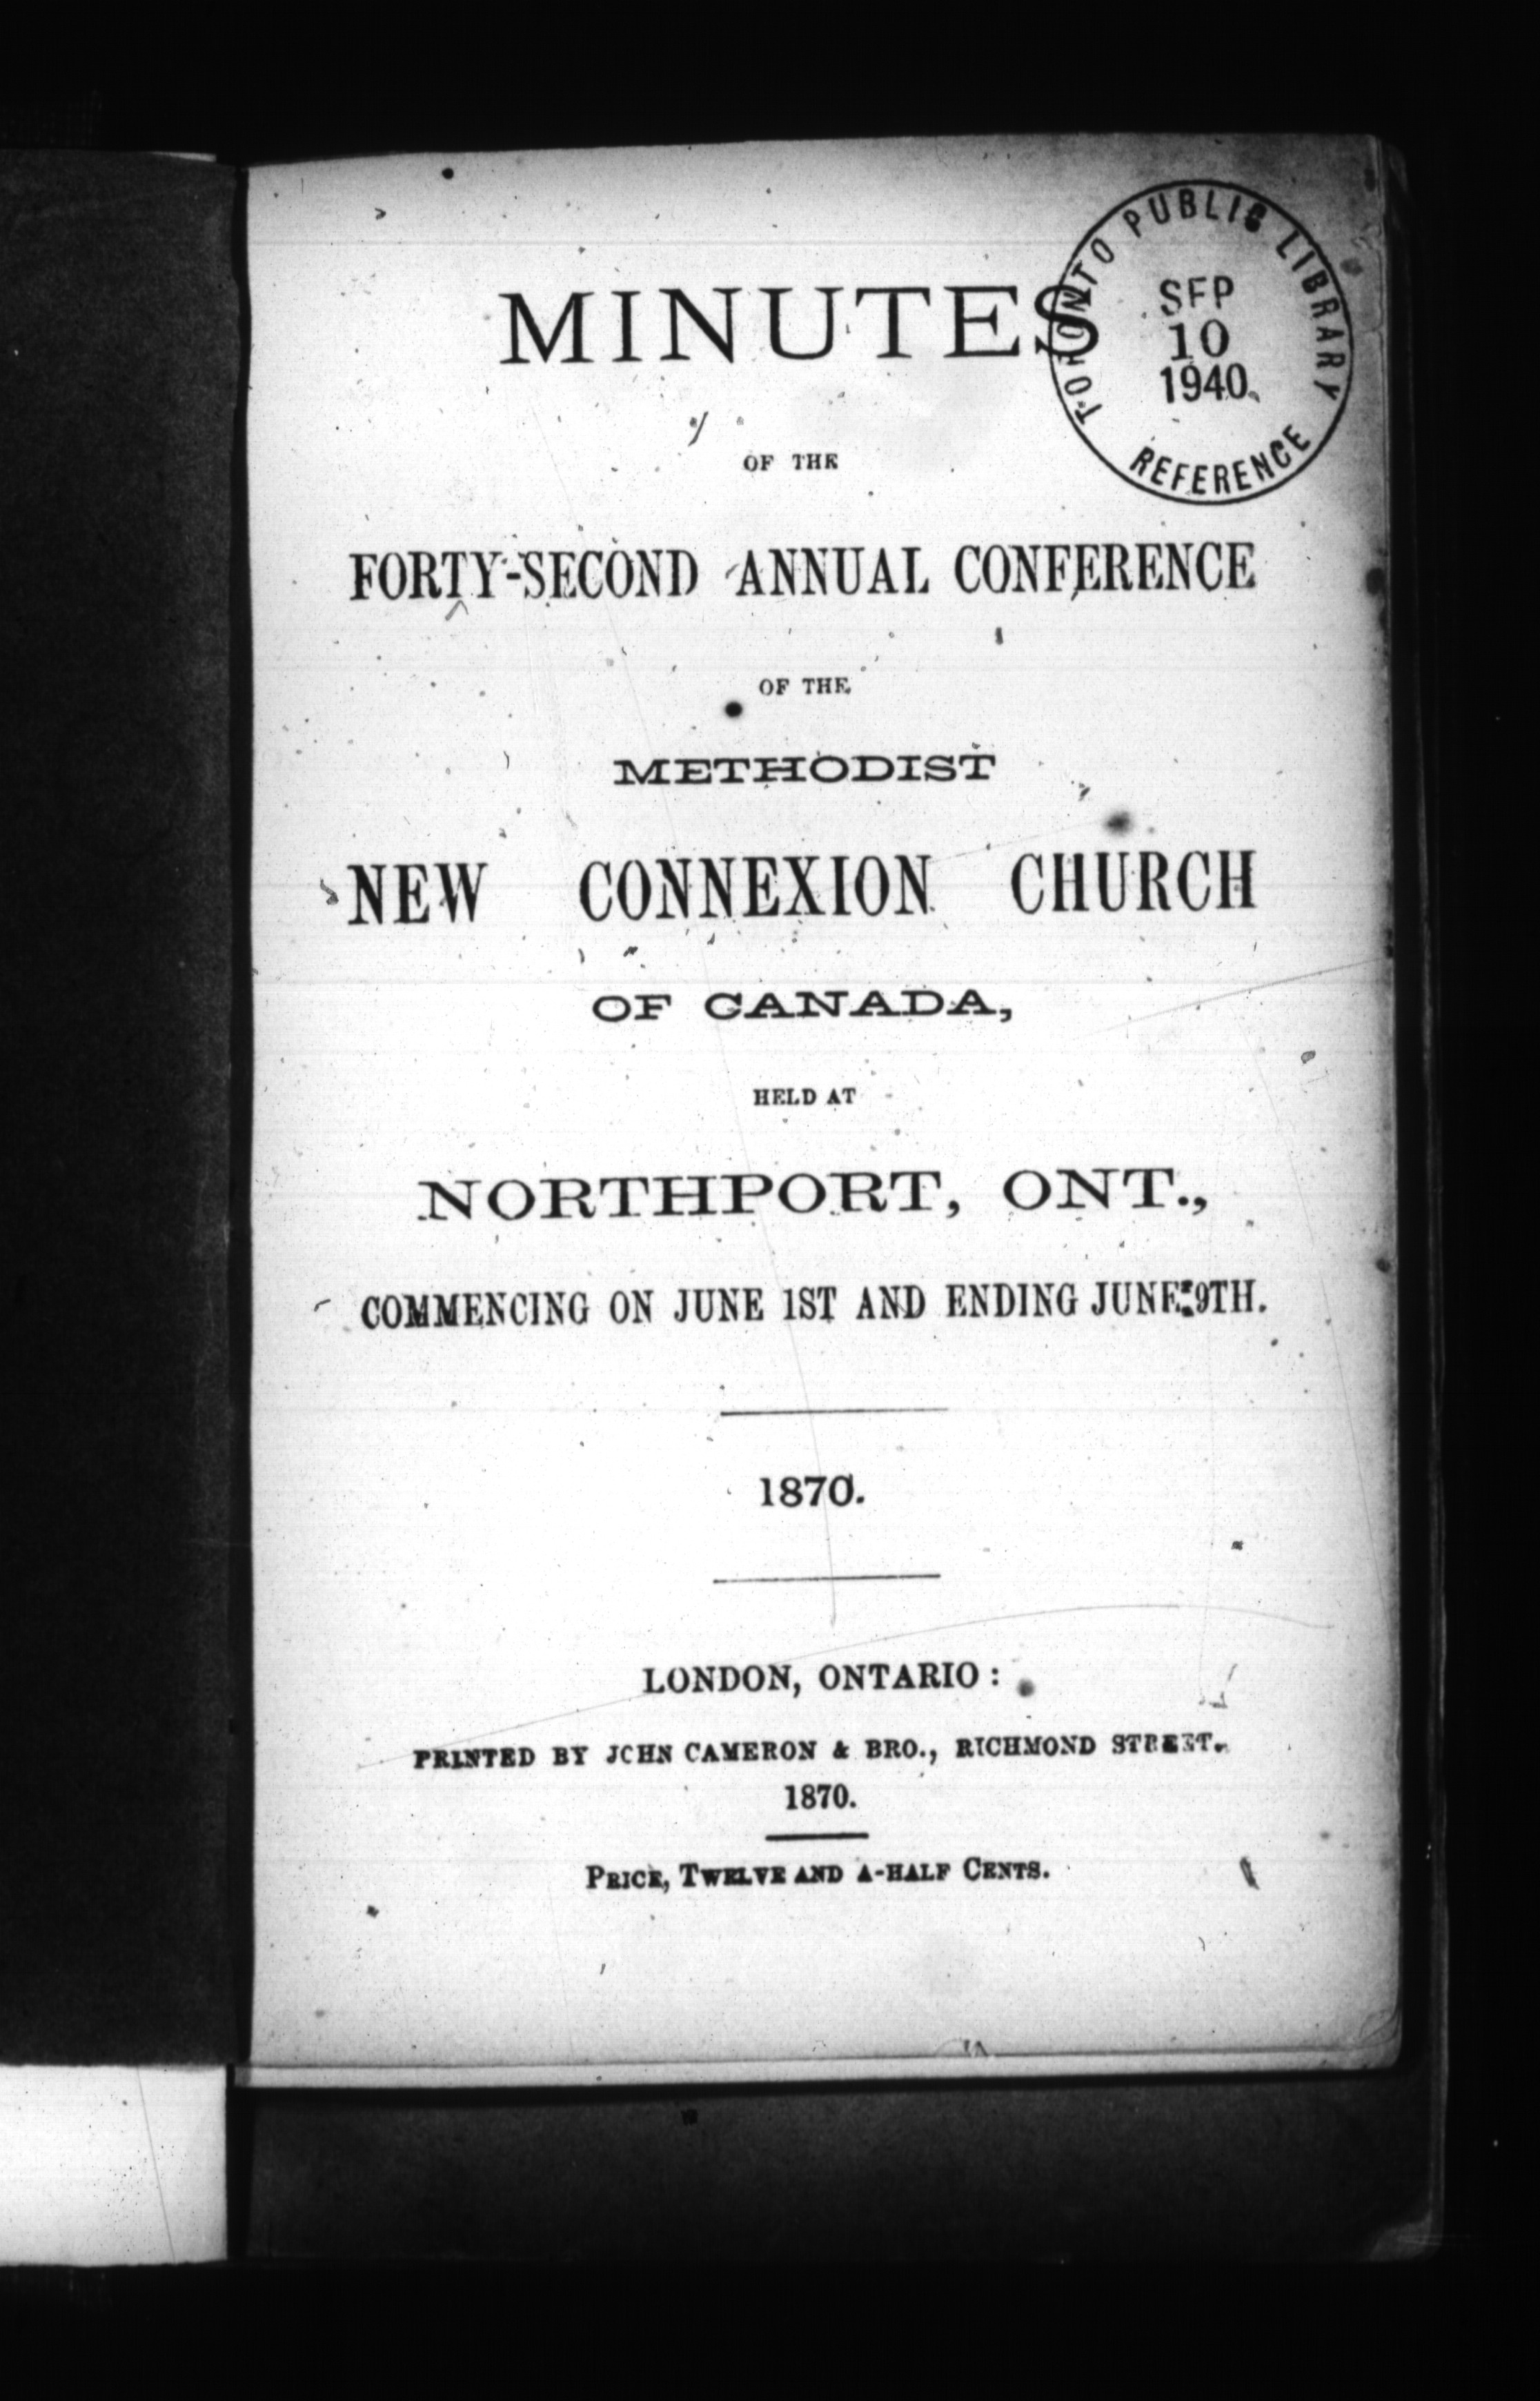 MINUTES
TORONTO PUBLIC LIBRARY
SEP
10
1940
REFERENCE
OF THE
FORTY-SECOND ANNUAL CONFERENCE
OF THE
METHODIST
NEW CONNEXION CHURCH
OF CANADA,
HELD AT
NORTHPORT, ONT.,
COMMENCING ON JUNE 1ST AND ENDING JUNE 9TH.
1870.
LONDON, ONTARIO:
PRINTED BY JOHN CAMERON & BRO., RICHMOND STREET.
1870.
PRICE, TWELVE AND A-HALF CENTS.